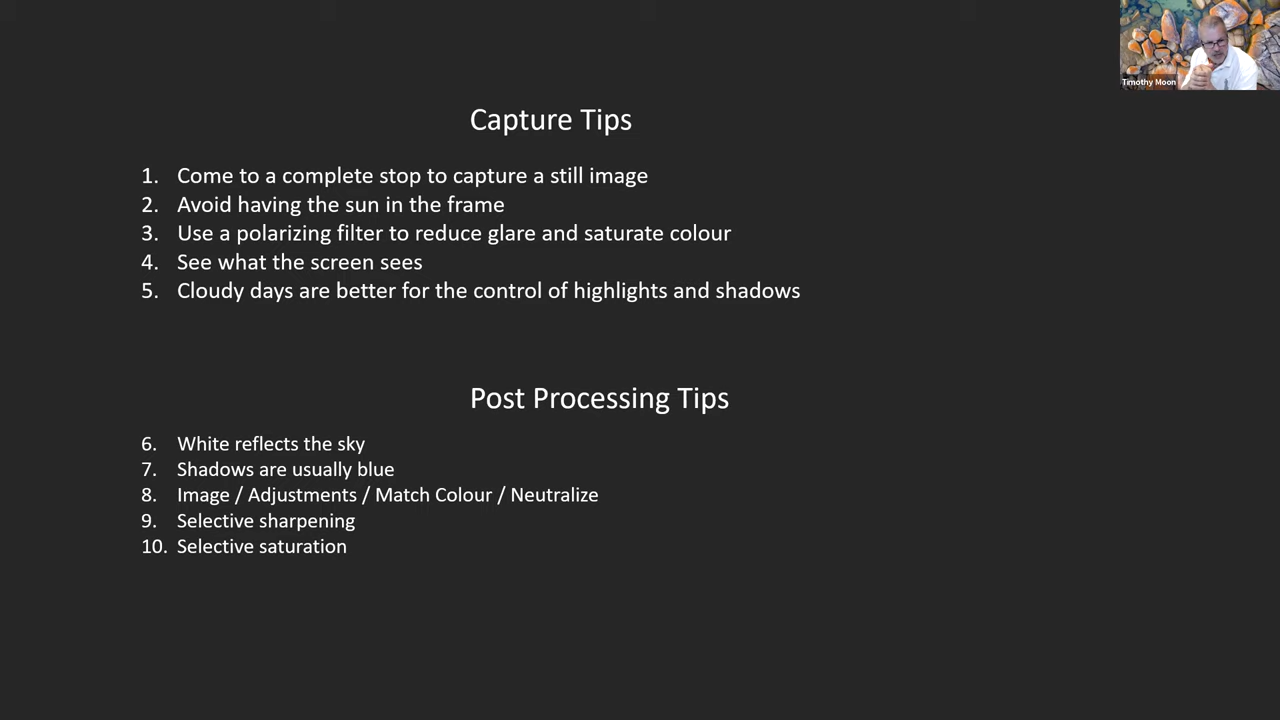 Timothy Moon
Capture Tips
1. Come to a complete stop to capture a still image
2. Avoid having the sun in the frame
3. Use a polarizing filter to reduce glare and saturate colour
4. See what the screen sees
5. Cloudy days are better for the control of highlights and shadows
Post Processing Tips
6. White reflects the sky
7. Shadows are usually blue
8. Image / Adjustments / Match Colour / Neutralize
9. Selective sharpening
10. Selective saturation